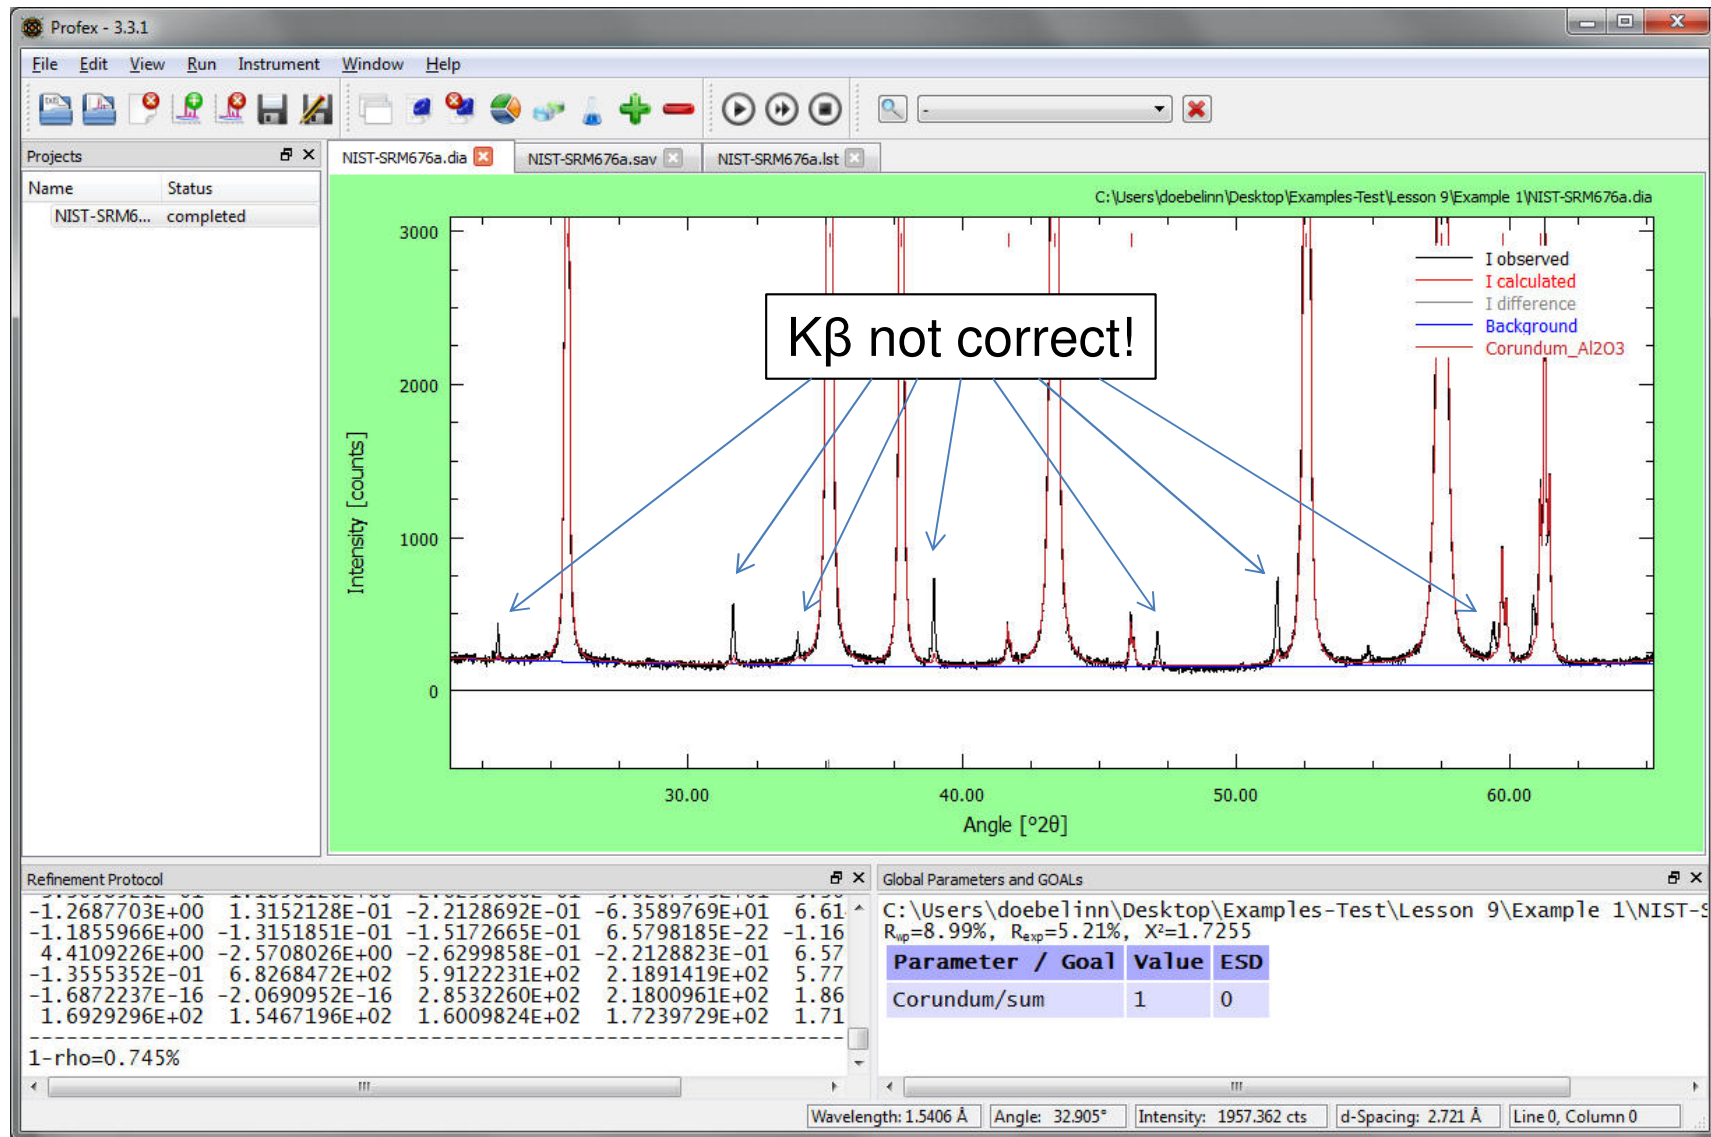 Profex - 3.3.1
File Edit View Run Instrument Window Help
-
Projects
NIST-SRM676a.dia NIST-SRM676a.sav NIST-SRM676a.lst
Name Status
NIST-SRM6... completed
C:\Users\doebelinn\Desktop\Examples-Test\Lesson 9\Example 1\NIST-SRM676a.dia
3000
I observed
I calculated
I difference
Background
Corundum_Al2O3
Kβ not correct!
2000
Intensity [counts]
1000
0
30.00 40.00 50.00 60.00
Angle [°2θ]
Refinement Protocol
-1.2687703E+00 1.3152128E-01 -2.2128692E-01 -6.3589769E+01 6.61
-1.1855966E+00 -1.3151851E-01 -1.5172665E-01 6.5798185E-22 -1.16
4.4109226E+00 -2.5708026E+00 -2.6299858E-01 -2.2128823E-01 6.57
-1.3555352E-01 6.8268472E+02 5.9122231E+02 2.1891419E+02 5.77
-1.6872237E-16 -2.0690952E-16 2.8532260E+02 2.1800961E+02 1.86
1.6929296E+02 1.5467196E+02 1.6009824E+02 1.7239729E+02 1.71
--------------------------------------------------------------
1-rho=0.745%
Global Parameters and GOALs
C:\Users\doebelinn\Desktop\Examples-Test\Lesson 9\Example 1\NIST-S
Rwp=8.99%, Rexp=5.21%, X²=1.7255
Parameter / Goal Value ESD
Corundum/sum 1 0
Wavelength: 1.5406 Å Angle: 32.905° Intensity: 1957.362 cts d-Spacing: 2.721 Å Line 0, Column 0